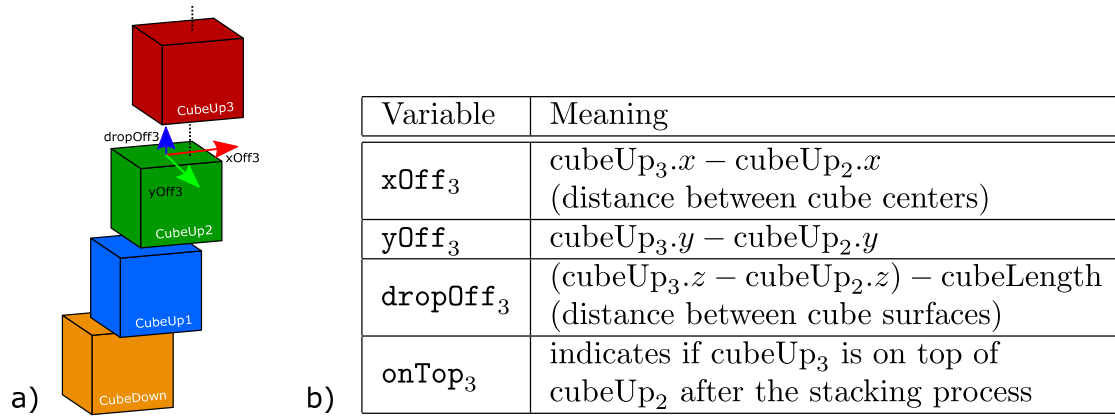 CubeUp3
dropOff3
xOff3
yOff3
CubeUp2
CubeUp1
CubeDown
a)
b)
Variable Meaning
xOff₃ cubeUp₃.x − cubeUp₂.x
(distance between cube centers)
yOff₃ cubeUp₃.y − cubeUp₂.y
dropOff₃ (cubeUp₃.z − cubeUp₂.z) − cubeLength
(distance between cube surfaces)
onTop₃ indicates if cubeUp₃ is on top of
cubeUp₂ after the stacking process